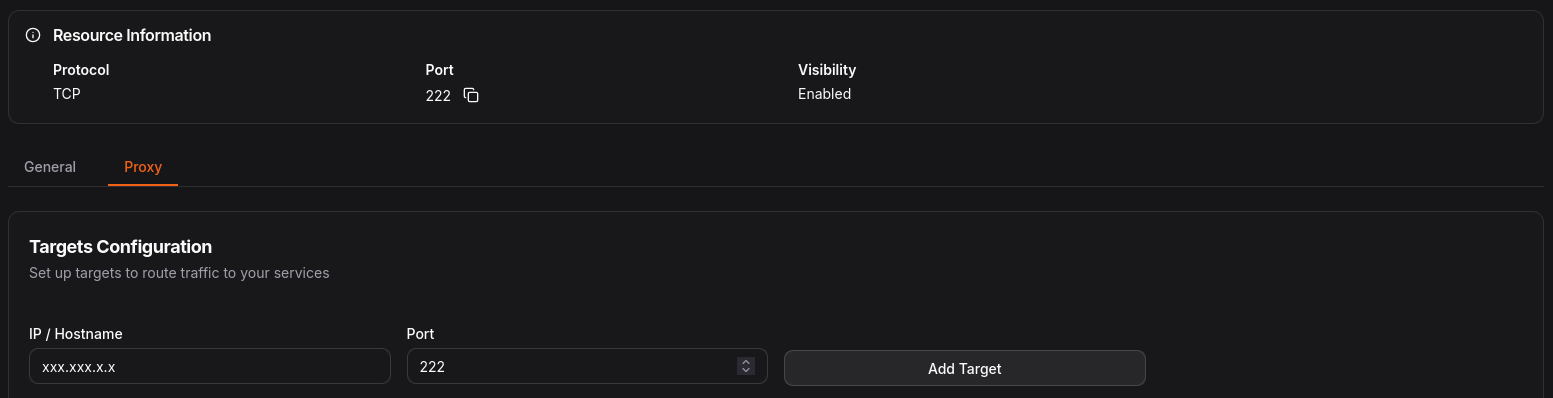 Resource Information
Protocol Port Visibility
TCP 222 Enabled
General Proxy
Targets Configuration
Set up targets to route traffic to your services
IP / Hostname Port
xxx.xxx.x.x 222 Add Target